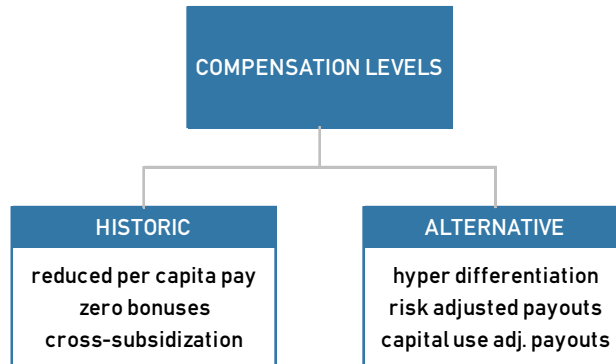 COMPENSATION LEVELS
HISTORIC
reduced per capita pay
zero bonuses
cross-subsidization
ALTERNATIVE
hyper differentiation
risk adjusted payouts
capital use adj. payouts